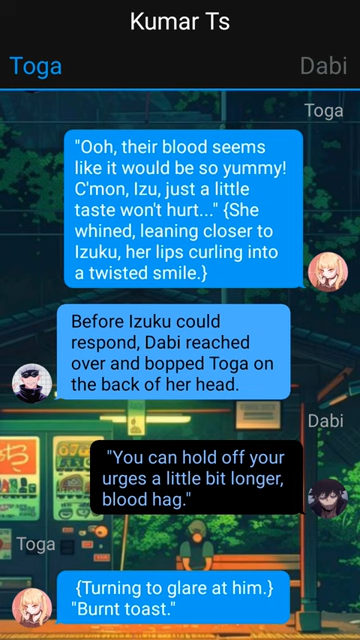 Kumar Ts
Toga
Dabi
Toga
"Ooh, their blood seems
like it would be so yummy!
C'mon, Izu, just a little
taste won't hurt..." {She
whined, leaning closer to
Izuku, her lips curling into
a twisted smile.}
Before Izuku could
respond, Dabi reached
over and bopped Toga on
the back of her head.
Dabi
"You can hold off your
urges a little bit longer,
blood hag."
Toga
{Turning to glare at him.}
"Burnt toast."